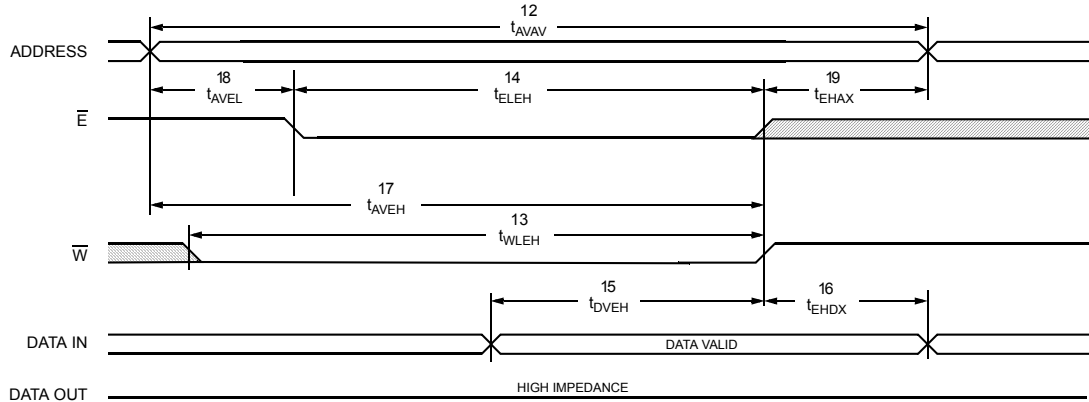 12
tAVAV
ADDRESS
18
tAVEL
14
tELEH
19
tEHAX
E
17
tAVEH
13
tWLEH
W
15
tDVEH
16
tEHDX
DATA IN
DATA VALID
DATA OUT
HIGH IMPEDANCE